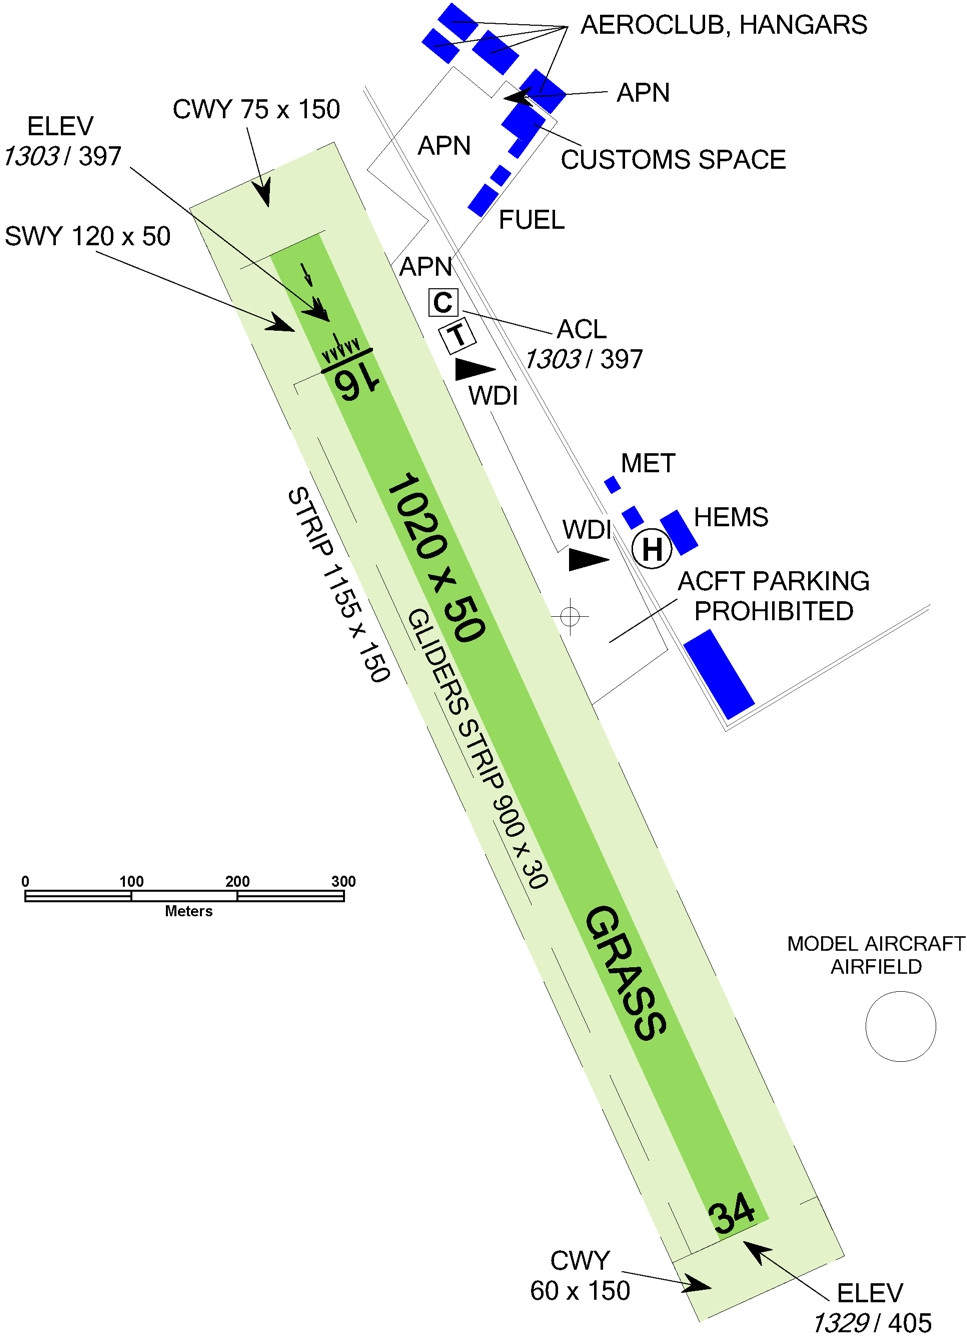 AEROCLUB, HANGARS
APN
CWY 75 x 150
ELEV
1303 / 397
APN
CUSTOMS SPACE
FUEL
SWY 120 x 50
APN
C
T
ACL
1303 / 397
WDI
16
MET
HEMS
WDI
H
ACFT PARKING
PROHIBITED
1020 x 50
STRIP 1155 x 150
GLIDERS STRIP 900 x 30
0 100 200 300
Meters
GRASS
MODEL AIRCRAFT
AIRFIELD
34
CWY
60 x 150
ELEV
1329 / 405